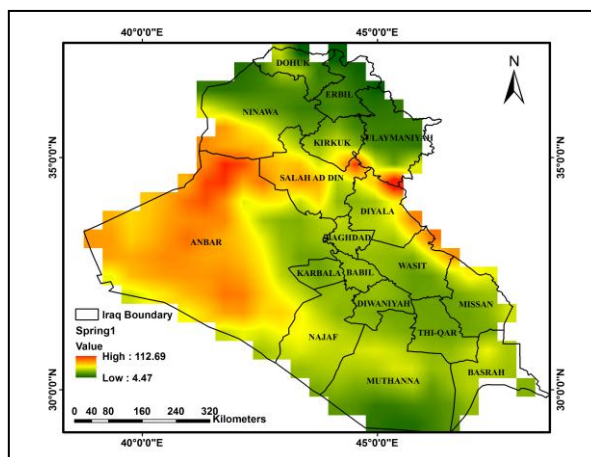 40°0'0"E 45°0'0"E
N
DOHUK
ERBIL
NINAWA
SULAYMANIYAH
KIRKUK
35°0'0"N 35°0'0"N
SALAH AD DIN
DIYALA
ANBAR
BAGHDAD
WASIT
KARBALA BABIL
DIWANIYAH
MISSAN
Iraq Boundary
THI-QAR
NAJAF
Spring1
Value
High : 112.69
BASRAH
MUTHANNA
Low : 4.47
30°0'0"N 30°0'0"N
0 40 80 160 240 320
Kilometers
40°0'0"E 45°0'0"E